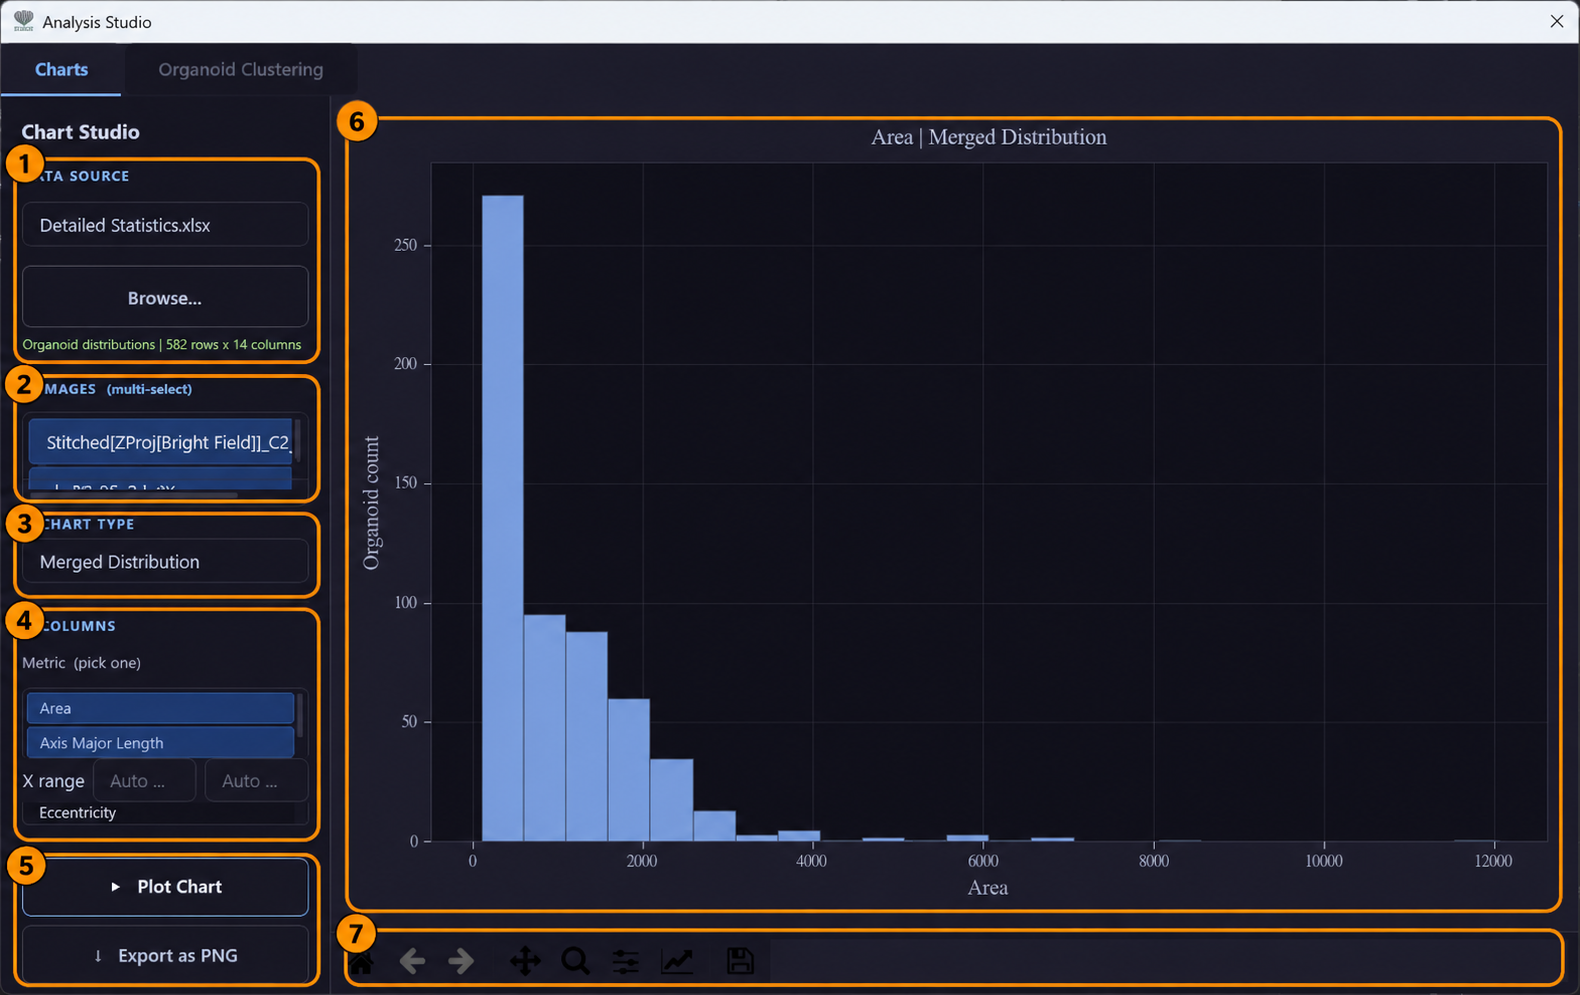 Analysis Studio
Charts
Organoid Clustering
Chart Studio
1
ATA SOURCE
Detailed Statistics.xlsx
Browse...
Organoid distributions | 582 rows x 14 columns
2
MAGES (multi-select)
Stitched[ZProj[Bright Field]]_C2_
3
CHART TYPE
Merged Distribution
4
COLUMNS
Metric (pick one)
Area
Axis Major Length
X range
Auto ...
Auto ...
Eccentricity
5
Plot Chart
↓ Export as PNG
6
Area | Merged Distribution
Organoid count
250
200
150
100
50
0
0
2000
4000
6000
8000
10000
12000
Area
7